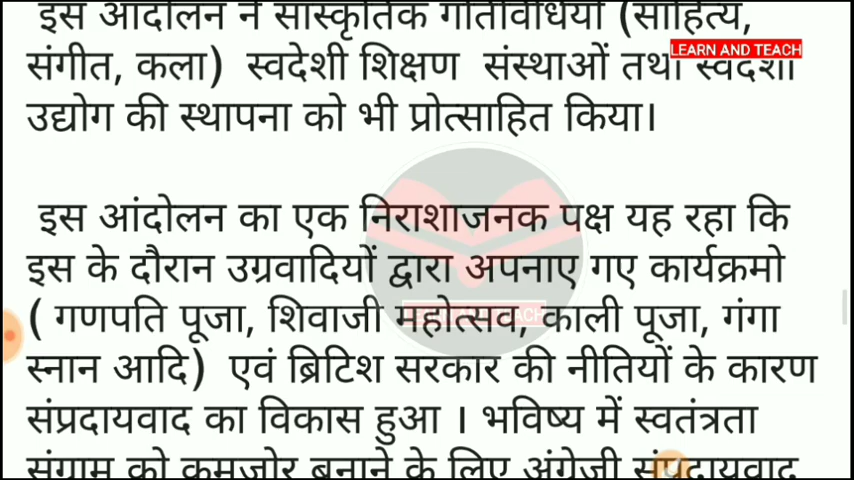 इस आंदोलन ने सांस्कृतिक गतिविधियों (साहित्य,
LEARN AND TEACH
संगीत, कला) स्वदेशी शिक्षण संस्थाओं तथा स्वदेशी
उद्योग की स्थापना को भी प्रोत्साहित किया।
इस आंदोलन का एक निराशाजनक पक्ष यह रहा कि
इस के दौरान उग्रवादियों द्वारा अपनाए गए कार्यक्रमो
( गणपति पूजा, शिवाजी महोत्सव, काली पूजा, गंगा
स्नान आदि) एवं ब्रिटिश सरकार की नीतियों के कारण
संप्रदायवाद का विकास हुआ । भविष्य में स्वतंत्रता
संग्राम को कमजोर बनाने के लिए अंग्रेजी संप्रदायवाद